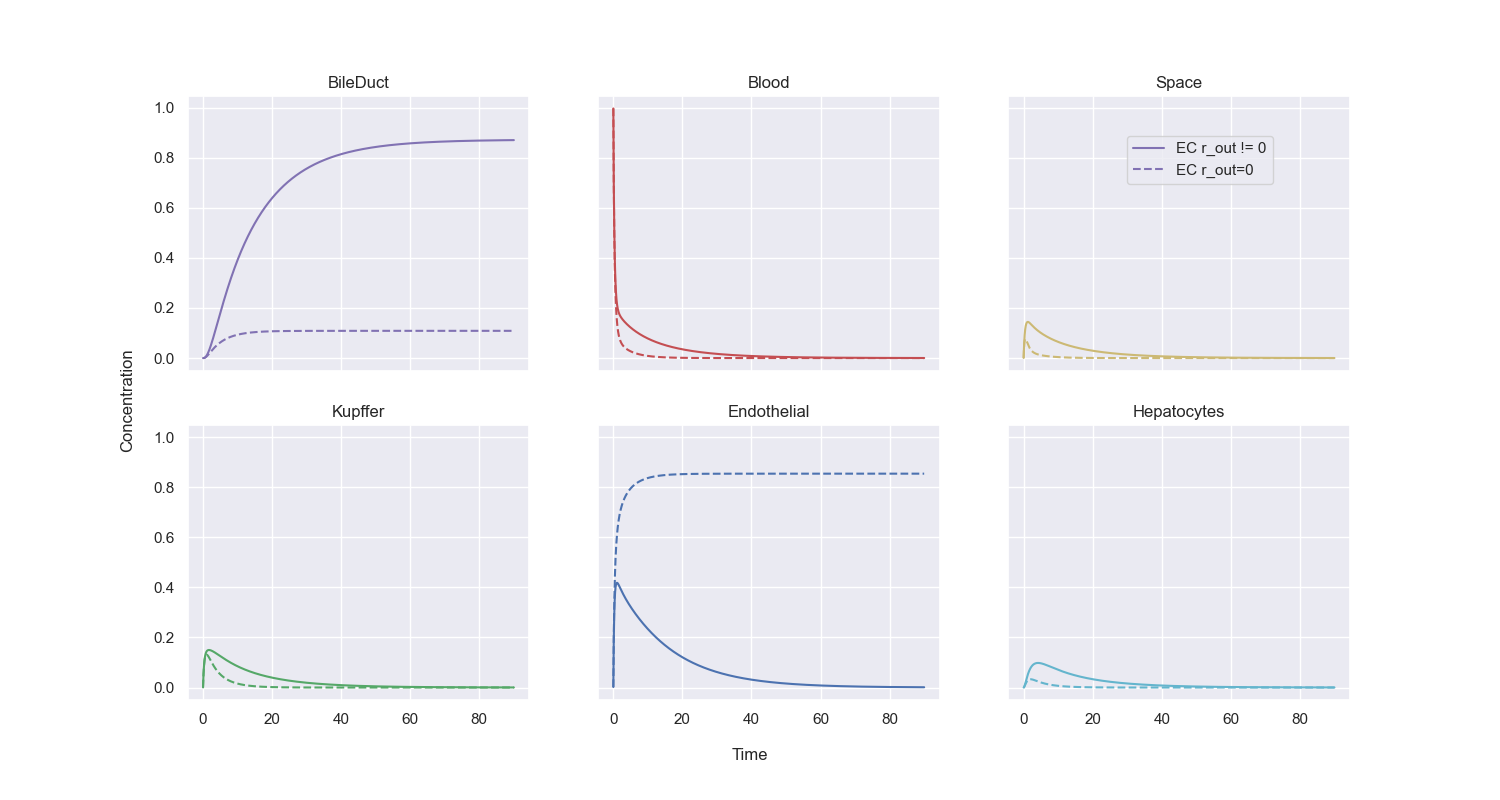 BileDuct
Blood
Space
1.0
0.8
0.6
0.4
0.2
0.0
EC r_out != 0
EC r_out=0
Concentration
Kupffer
Endothelial
Hepatocytes
1.0
0.8
0.6
0.4
0.2
0.0
0 20 40 60 80
0 20 40 60 80
0 20 40 60 80
Time